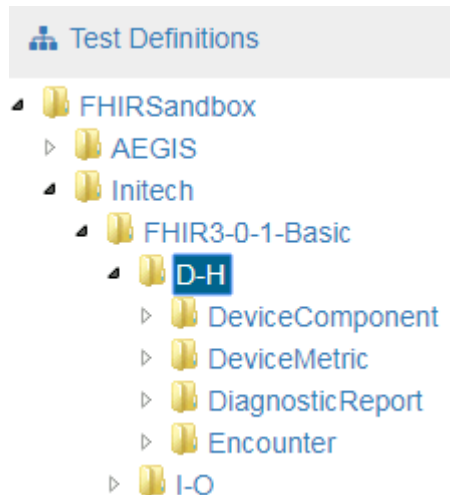 Test Definitions
FHIRSandbox
AEGIS
Initech
FHIR3-0-1-Basic
D-H
DeviceComponent
DeviceMetric
DiagnosticReport
Encounter
I-O